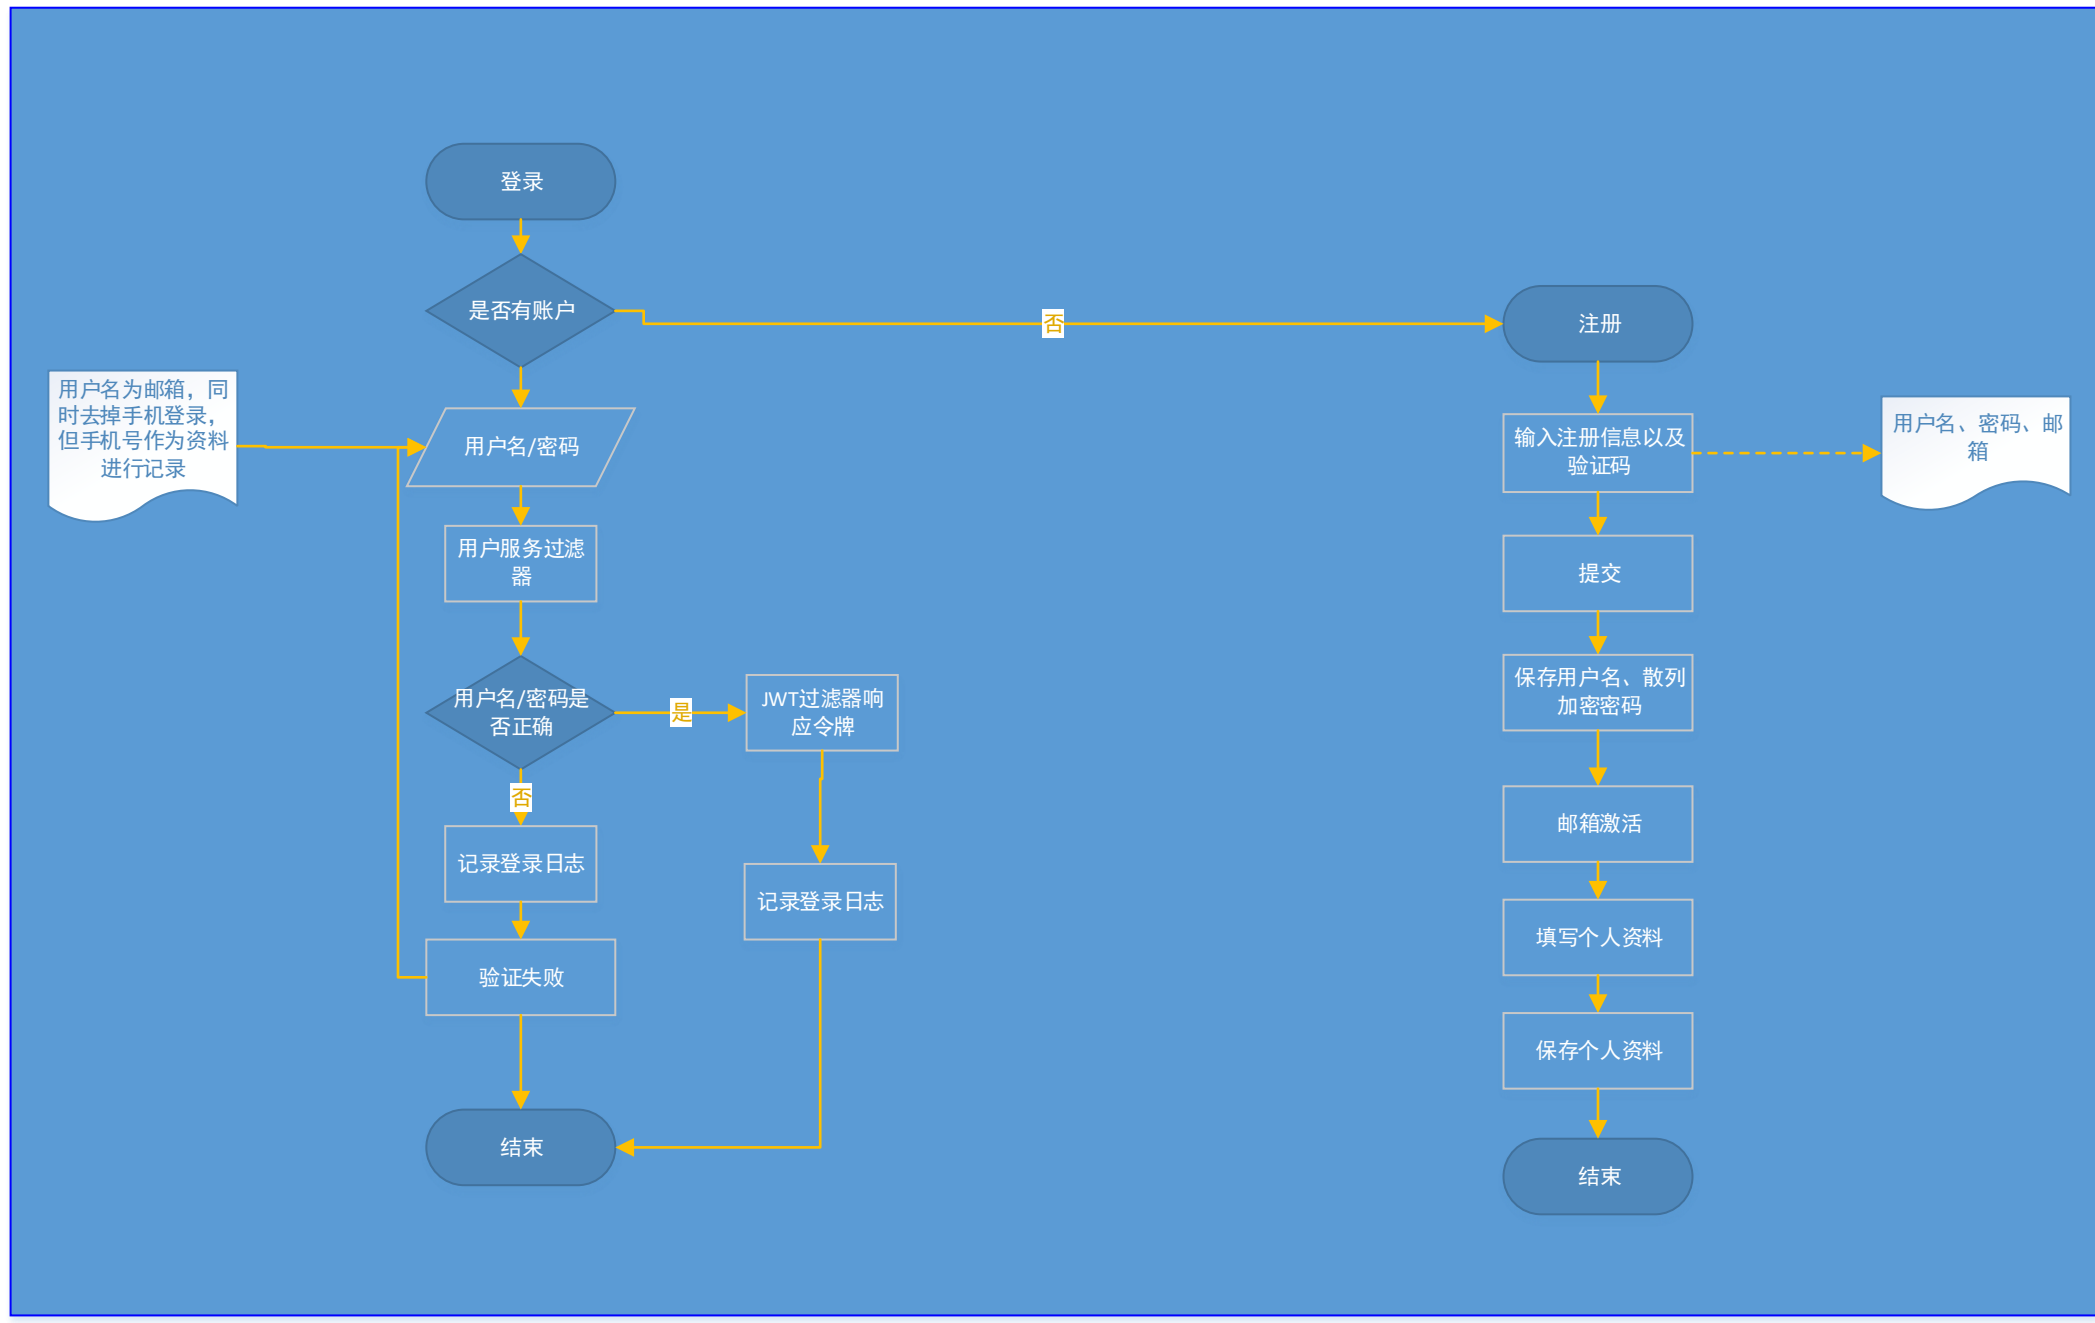 登录
是否有账户
否
注册
用户名为邮箱，同
时去掉手机登录，
但手机号作为资料
进行记录
用户名/密码
输入注册信息以及
验证码
用户名、密码、邮
箱
用户服务过滤
器
提交
用户名/密码是
否正确
是
JWT过滤器响
应令牌
保存用户名、散列
加密密码
否
记录登录日志
记录登录日志
邮箱激活
填写个人资料
验证失败
保存个人资料
结束
结束